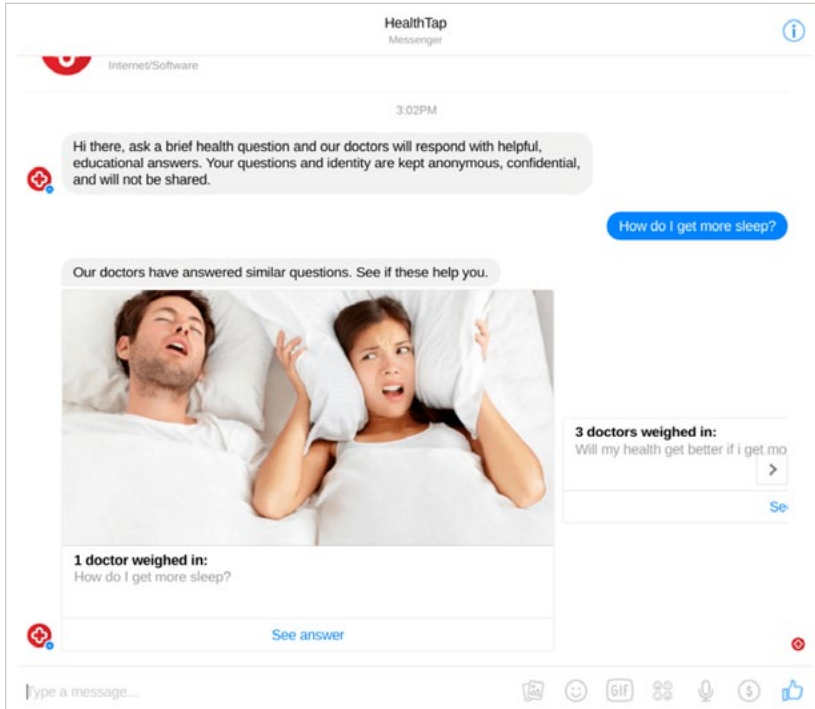 HealthTap
Messenger
Internet/Software
3:02PM
Hi there, ask a brief health question and our doctors will respond with helpful,
educational answers. Your questions and identity are kept anonymous, confidential,
and will not be shared.
How do I get more sleep?
Our doctors have answered similar questions. See if these help you.
3 doctors weighed in:
Will my health get better if i get mo
See
1 doctor weighed in:
How do I get more sleep?
See answer
Type a message...
GIF
$